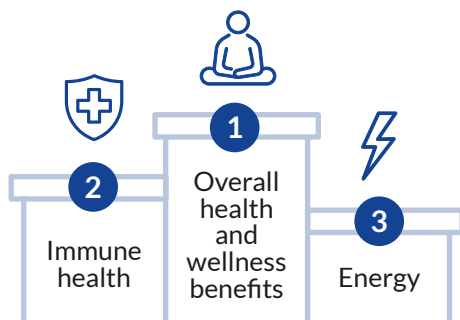 1
Overall
health
and
wellness
benefits
2
Immune
health
3
Energy